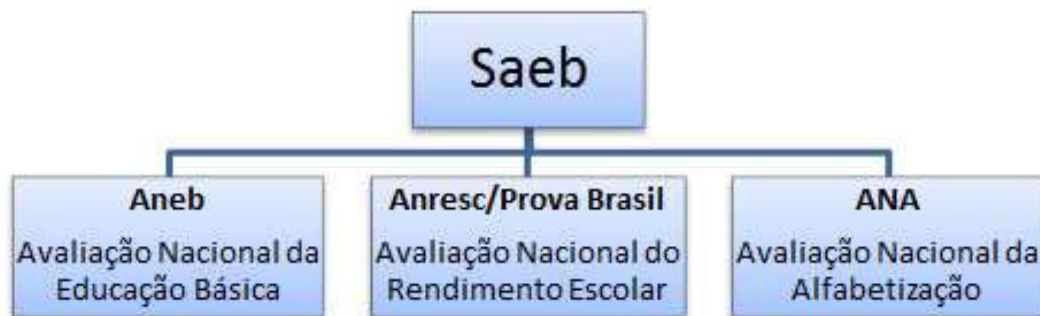 Saeb
Aneb
Avaliação Nacional da
Educação Básica
Anresc/Prova Brasil
Avaliação Nacional do
Rendimento Escolar
ANA
Avaliação Nacional da
Alfabetização